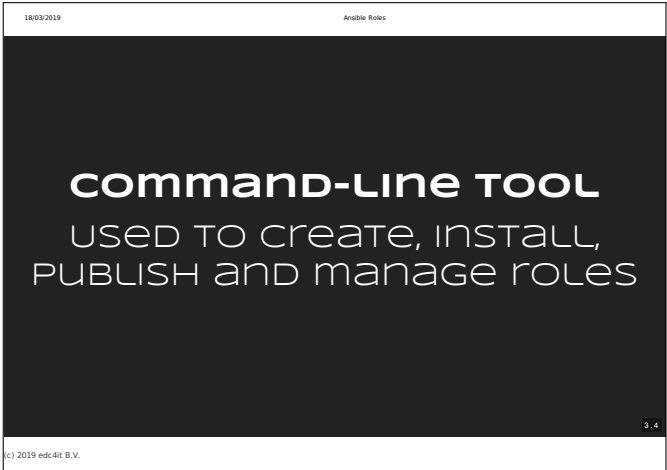 18/03/2019 Ansible Roles
Command-Line Tool
Used to create, install,
publish and manage roles
3.4
(c) 2019 edc4it B.V.